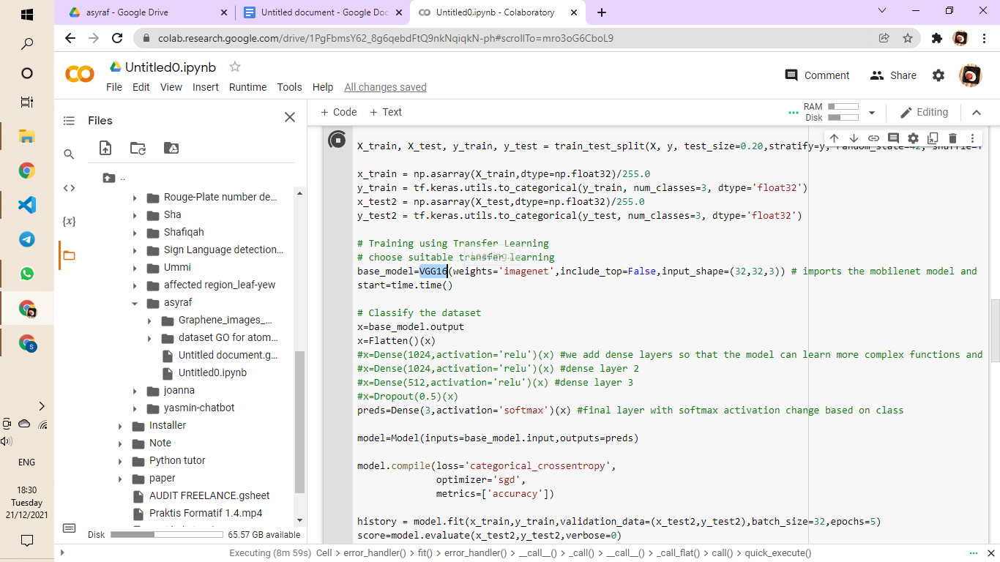 asyraf - Google Drive
Untitled document - Google Doc
Untitled0.ipynb - Colaboratory
colab.research.google.com/drive/1PgFbmsY62_8g6qebdFtQ9nkNqiqkN-ph#scrollTo=mro3oG6CboL9
Untitled0.ipynb
File Edit View Insert Runtime Tools Help All changes saved
Comment Share
Files
+ Code + Text
RAM
Disk
Editing
..
Rouge-Plate number de...
Sha
Shafiqah
Sign Language detection...
Ummi
affected region_leaf-yew
asyraf
Graphene_images_...
dataset GO for atom...
Untitled document.g...
Untitled0.ipynb
joanna
yasmin-chatbot
Installer
Note
Python tutor
paper
AUDIT FREELANCE.gsheet
Praktis Formatif 1.4.mp4
Disk 65.57 GB available
X_train, X_test, y_train, y_test = train_test_split(X, y, test_size=0.20,stratify=y, random_state=42, shuffle=T
x_train = np.asarray(X_train,dtype=np.float32)/255.0
y_train = tf.keras.utils.to_categorical(y_train, num_classes=3, dtype='float32')
x_test2 = np.asarray(X_test,dtype=np.float32)/255.0
y_test2 = tf.keras.utils.to_categorical(y_test, num_classes=3, dtype='float32')
# Training using Transfer Learning
# choose suitable transfer learning
Loading...
base_model=VGG16(weights='imagenet',include_top=False,input_shape=(32,32,3)) # imports the mobilenet model and
start=time.time()
# Classify the dataset
x=base_model.output
x=Flatten()(x)
#x=Dense(1024,activation='relu')(x) #we add dense layers so that the model can learn more complex functions and
#x=Dense(1024,activation='relu')(x) #dense layer 2
#x=Dense(512,activation='relu')(x) #dense layer 3
#x=Dropout(0.5)(x)
preds=Dense(3,activation='softmax')(x) #final layer with softmax activation change based on class
model=Model(inputs=base_model.input,outputs=preds)
model.compile(loss='categorical_crossentropy',
optimizer='sgd',
metrics=['accuracy'])
history = model.fit(x_train,y_train,validation_data=(x_test2,y_test2),batch_size=32,epochs=5)
score=model.evaluate(x_test2,y_test2,verbose=0)
Executing (8m 59s) Cell > error_handler() > fit() > error_handler() > __call__() > _call() > __call__() > _call_flat() > call() > quick_execute()
ENG
18:30
Tuesday
21/12/2021